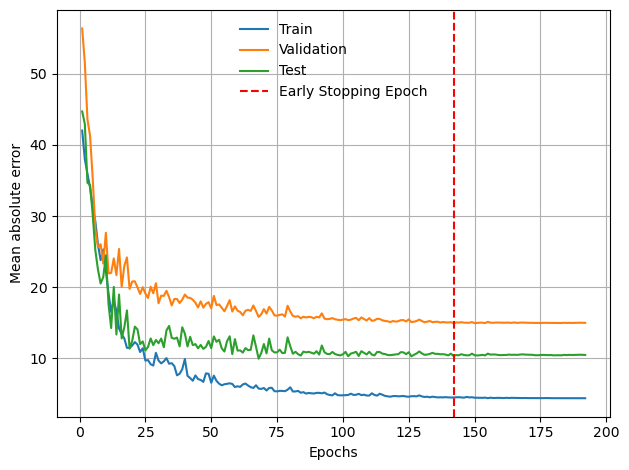 Train
Validation
Test
Early Stopping Epoch
Mean absolute error
50
40
30
20
10
0 25 50 75 100 125 150 175 200
Epochs